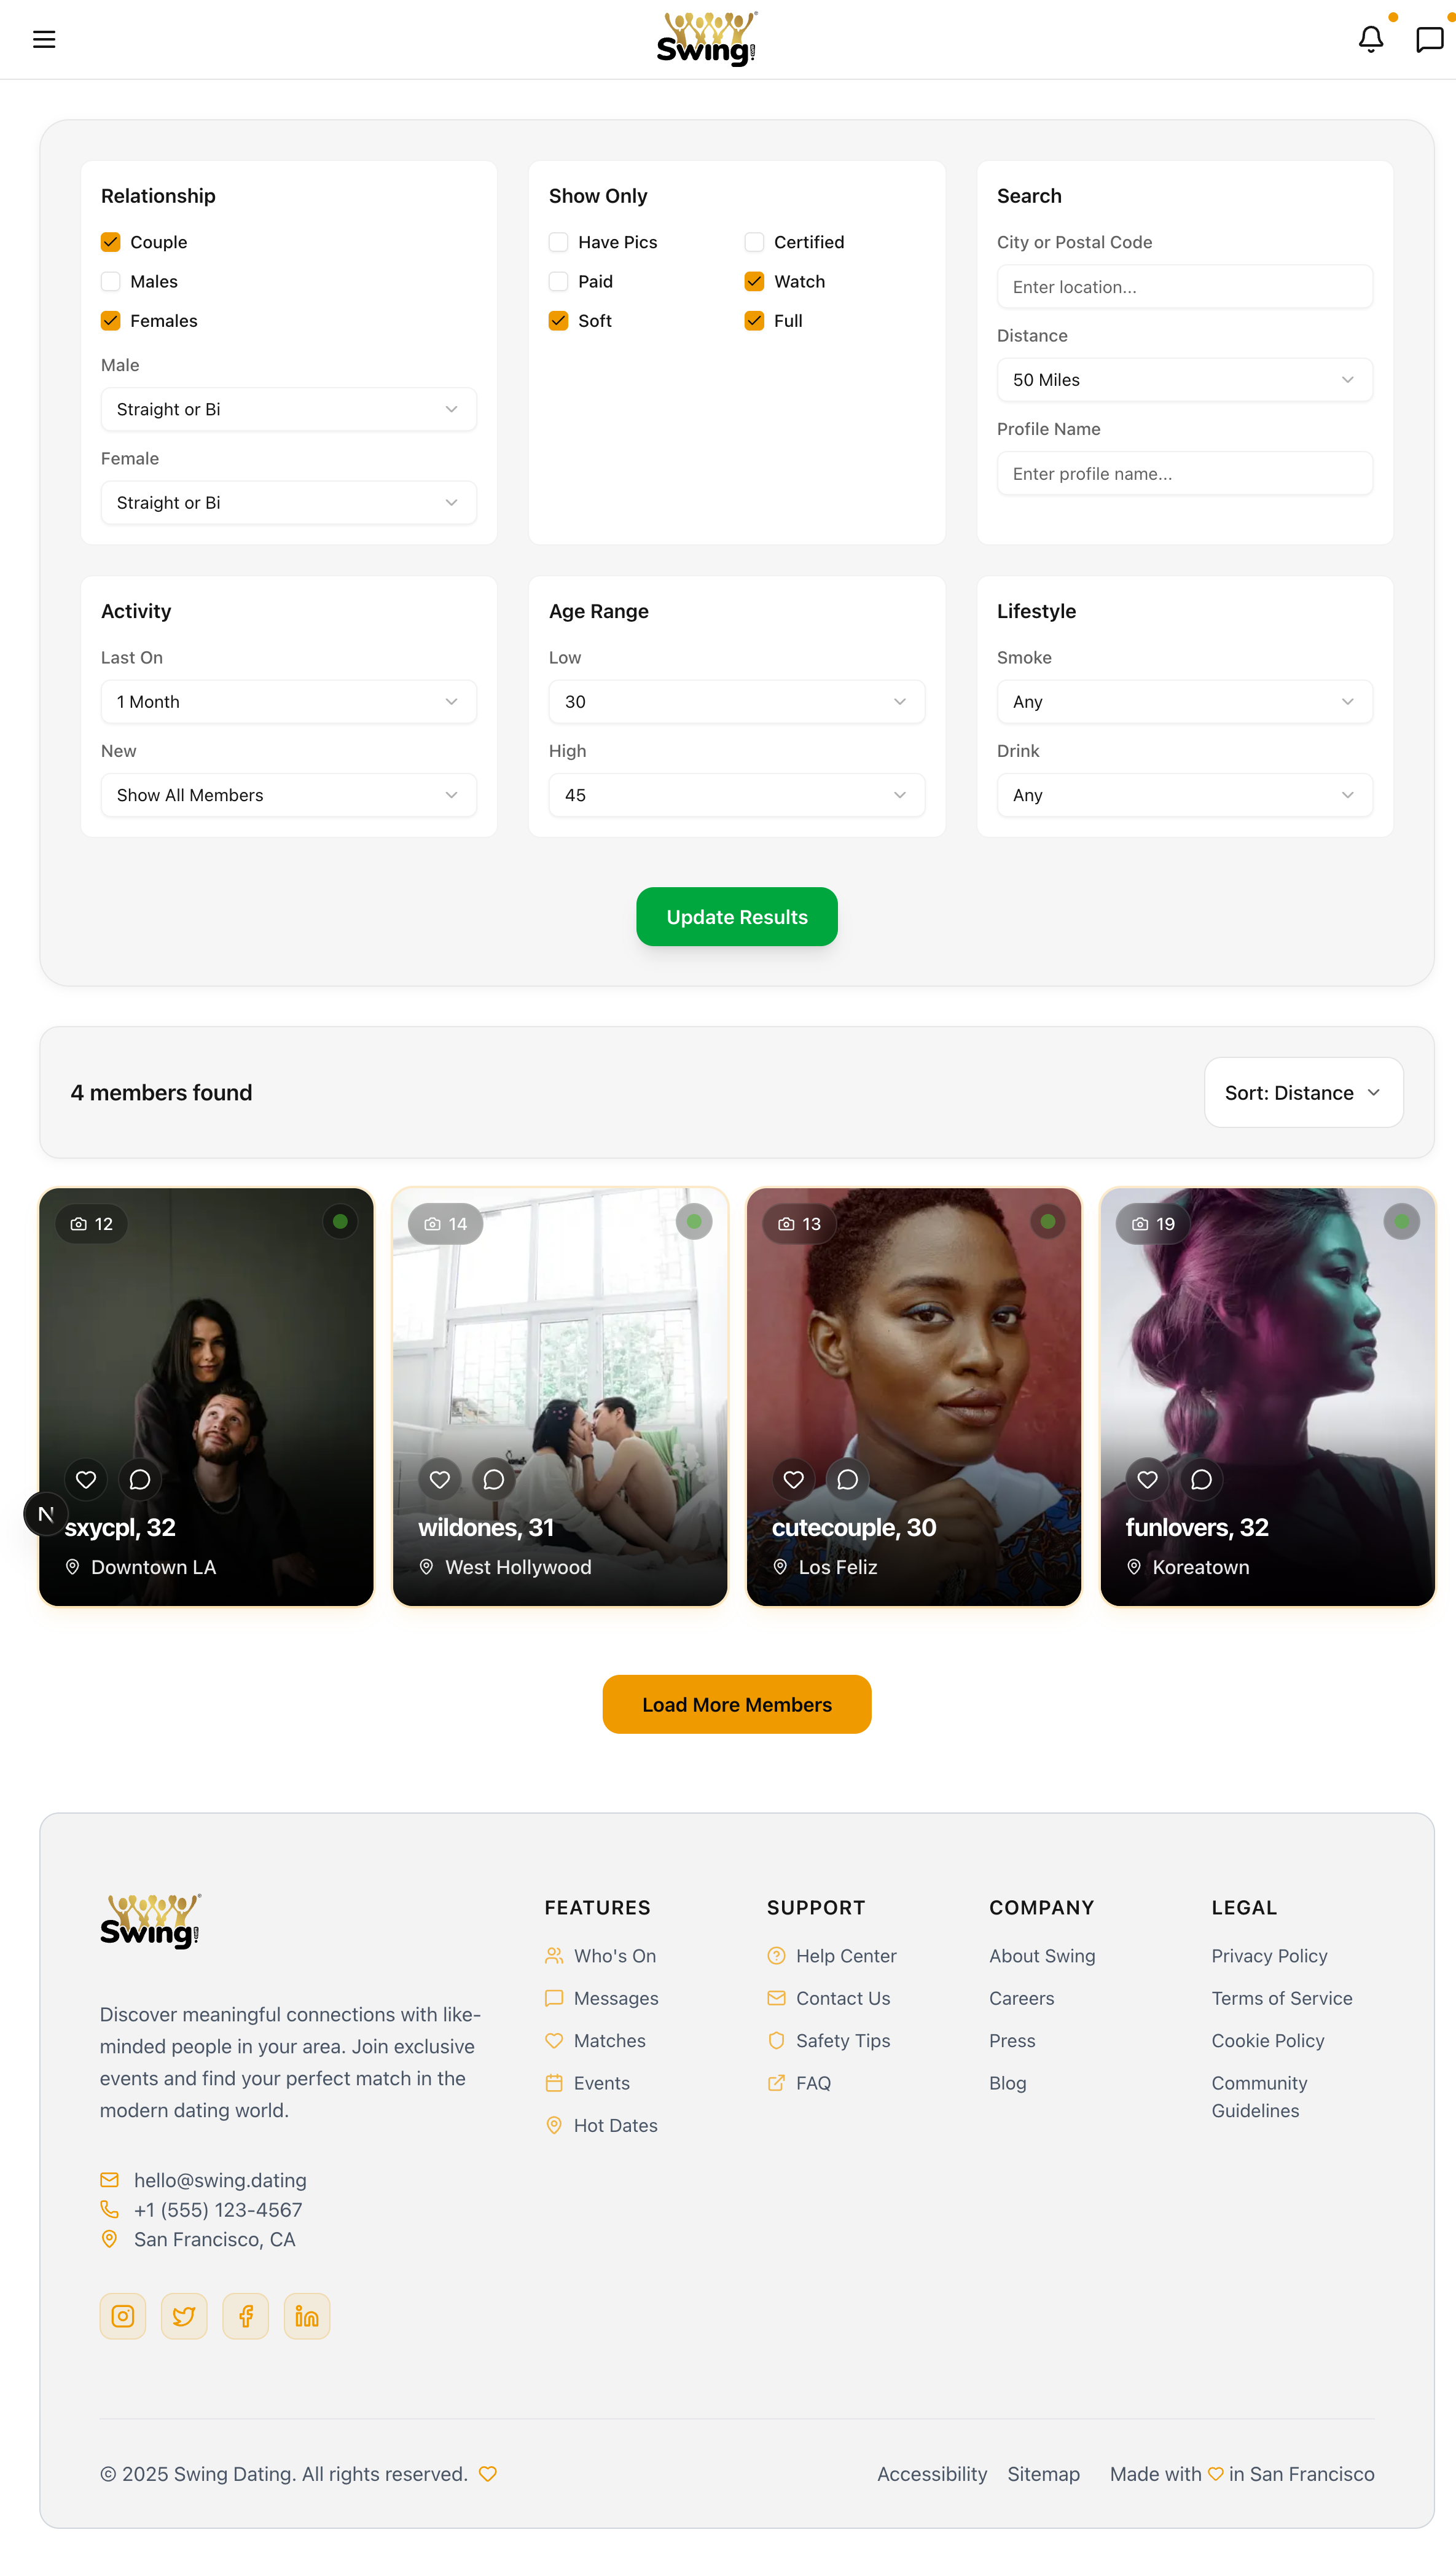 Swing!
Relationship
Couple
Males
Females
Male
Straight or Bi
Female
Straight or Bi
Show Only
Have Pics
Certified
Paid
Watch
Soft
Full
Search
City or Postal Code
Enter location...
Distance
50 Miles
Profile Name
Enter profile name...
Activity
Last On
1 Month
New
Show All Members
Age Range
Low
30
High
45
Lifestyle
Smoke
Any
Drink
Any
Update Results
4 members found
Sort: Distance
12
sxycpl, 32
Downtown LA
14
wildones, 31
West Hollywood
13
cutecouple, 30
Los Feliz
19
funlovers, 32
Koreatown
N
Load More Members
Swing!
Discover meaningful connections with like-
minded people in your area. Join exclusive
events and find your perfect match in the
modern dating world.
hello@swing.dating
+1 (555) 123-4567
San Francisco, CA
FEATURES
Who's On
Messages
Matches
Events
Hot Dates
SUPPORT
Help Center
Contact Us
Safety Tips
FAQ
COMPANY
About Swing
Careers
Press
Blog
LEGAL
Privacy Policy
Terms of Service
Cookie Policy
Community
Guidelines
© 2025 Swing Dating. All rights reserved.
Accessibility
Sitemap
Made with ♡ in San Francisco